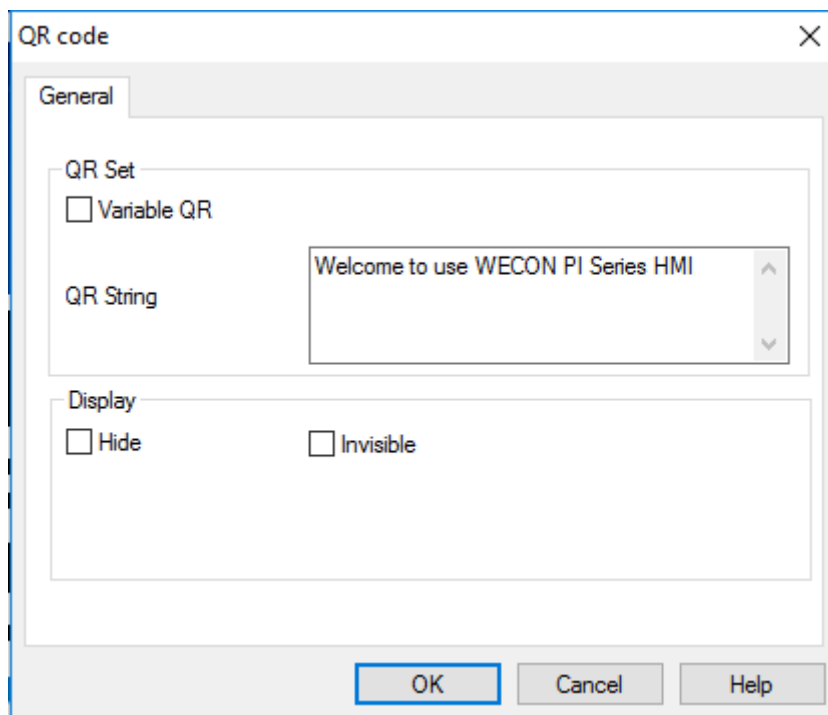 QR code
General
QR Set
Variable QR
QR String
Welcome to use WECON PI Series HMI
Display
Hide
Invisible
OK
Cancel
Help